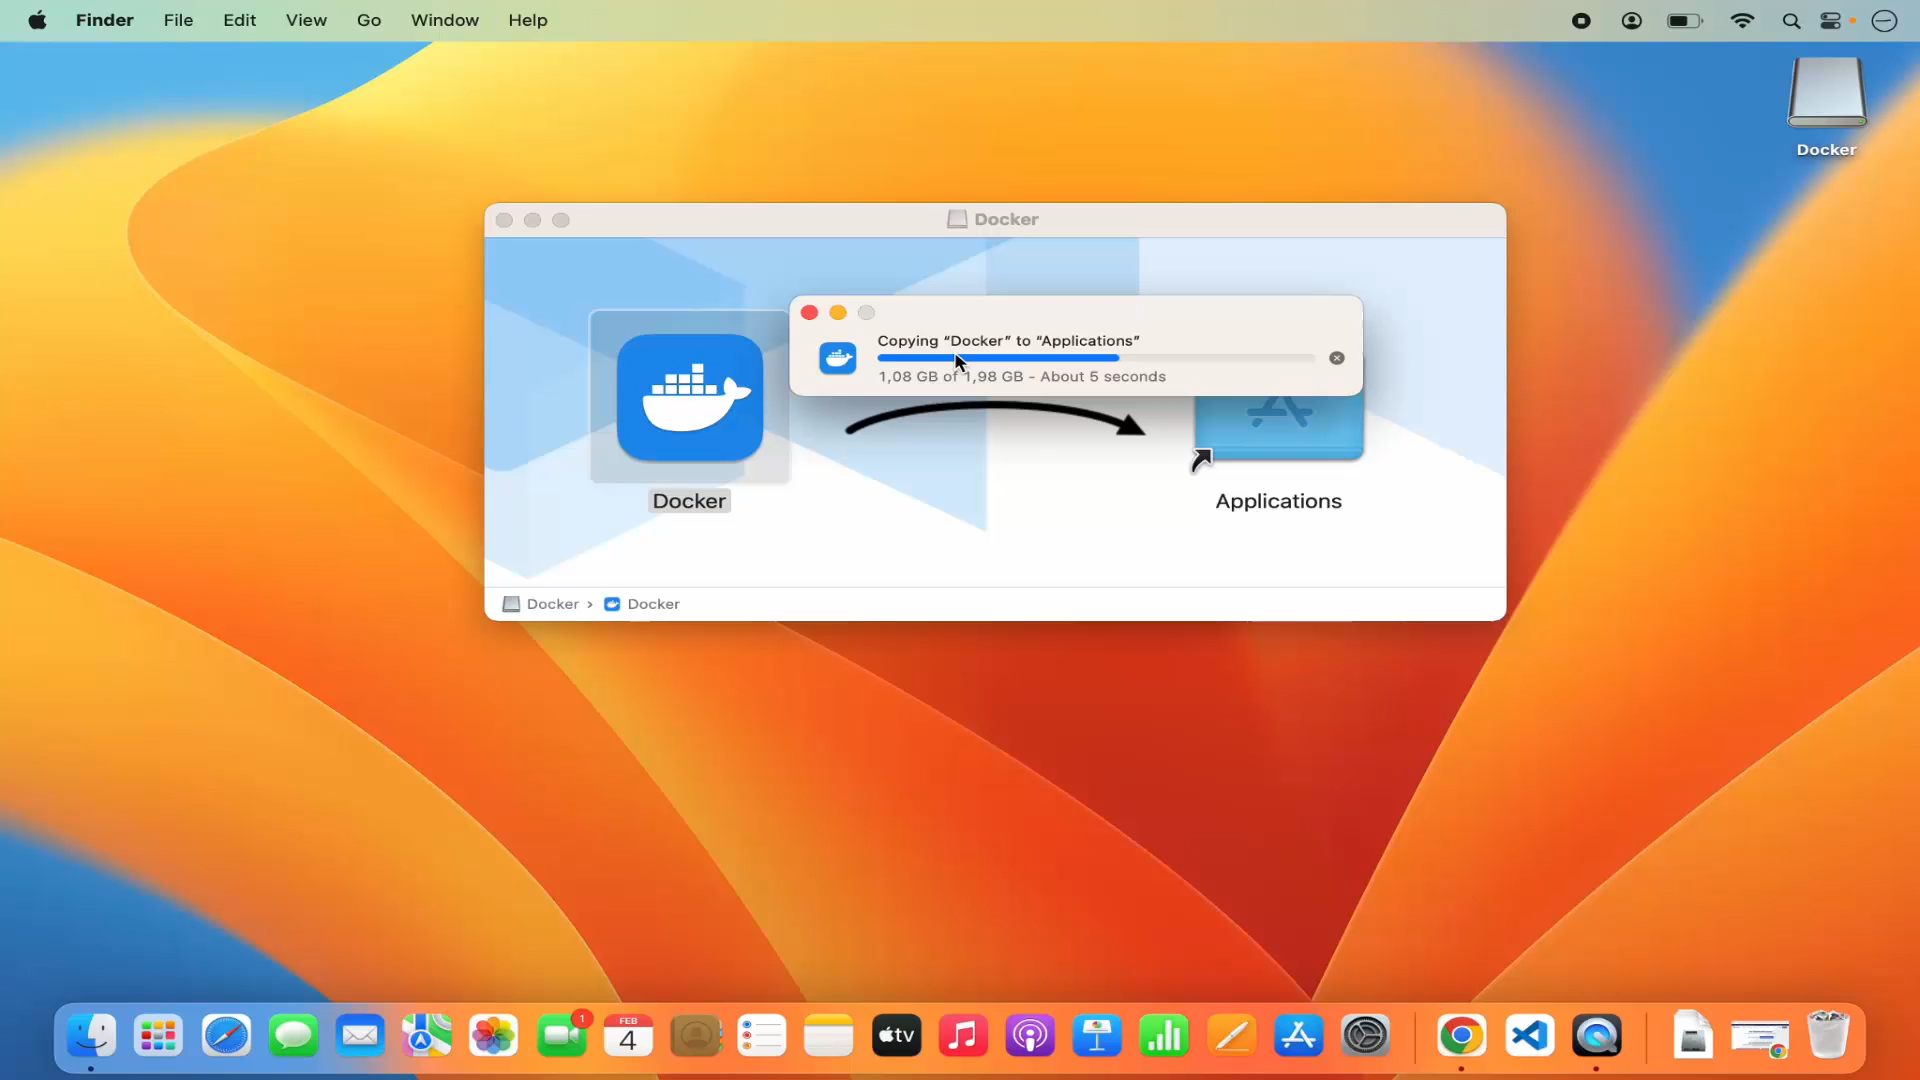 Finder File Edit View Go Window Help
Docker
Docker
Copying “Docker” to “Applications”
1,08 GB of 1,98 GB - About 5 seconds
Docker
Applications
Docker › Docker
1
FEB
4
tv